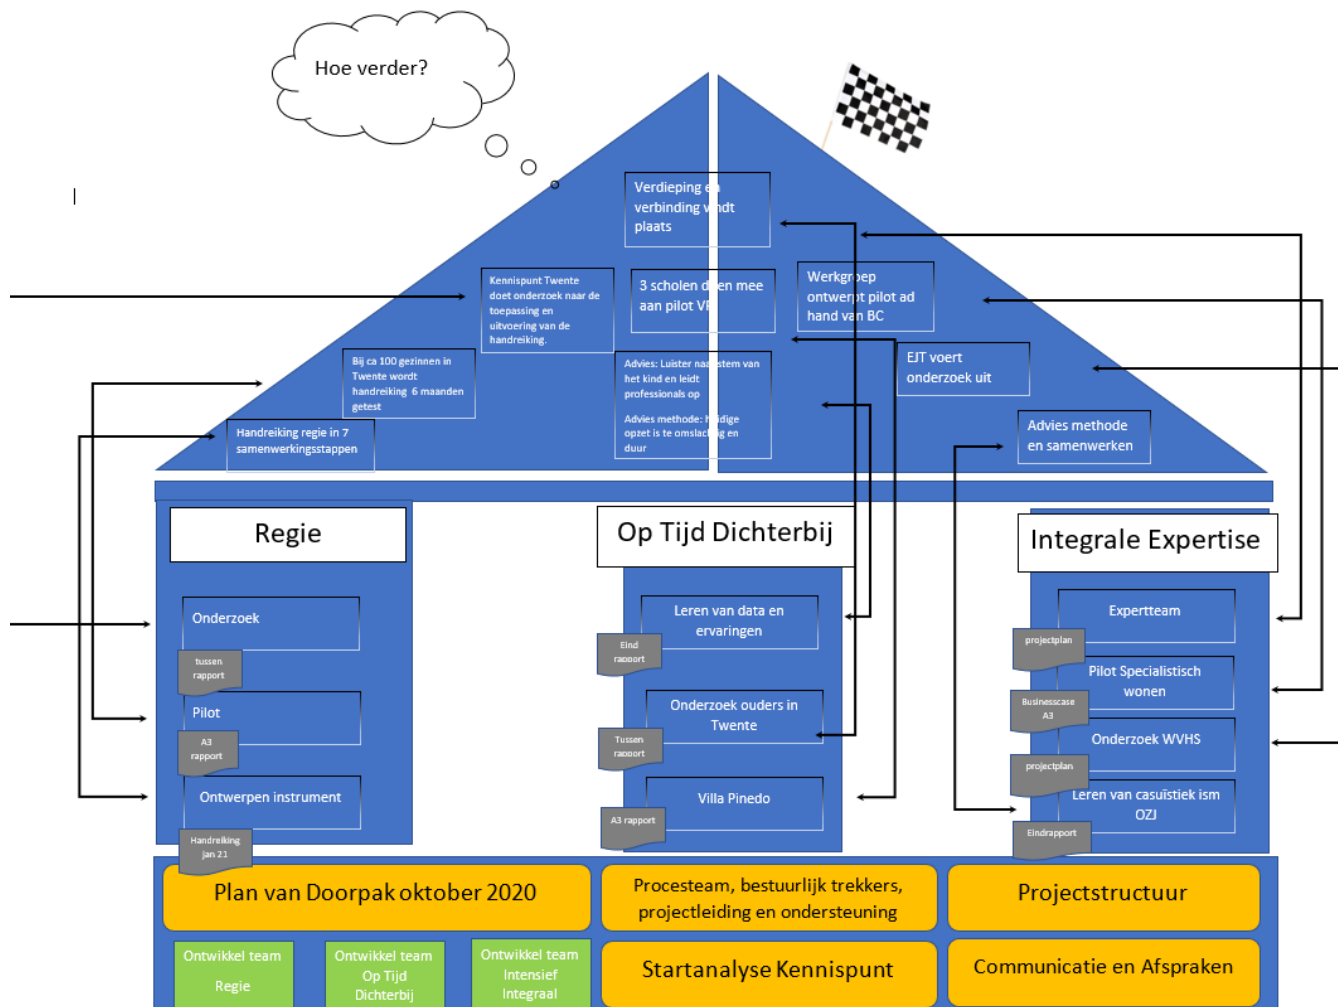 Hoe verder?
Verdieping en
verbinding vindt
plaats
Kennispunt Twente
doet onderzoek naar de
toepassing en
uitvoering van de
handreiking.
3 scholen doen mee
aan pilot VP
Werkgroep
ontwerpt pilot ad
hand van BC
Bij ca 100 gezinnen in
Twente wordt
handreiking 6 maanden
getest
Advies: Luister naar stem van
het kind en leidt
professionals op
Advies methode: huidige
opzet is te omslachtig en
duur
EJT voert
onderzoek uit
Handreiking regie in 7
samenwerkingsstappen
Advies methode
en samenwerken
Regie
Onderzoek
tussen
rapport
Pilot
A3
rapport
Ontwerpen instrument
Handreiking
jan 21
Op Tijd Dichterbij
Leren van data en
ervaringen
Eind
rapport
Onderzoek ouders in
Twente
Tussen
rapport
Villa Pinedo
A3 rapport
Integrale Expertise
Expertteam
projectplan
Pilot Specialistisch
wonen
Businesscase
A3
Onderzoek WVHS
projectplan
Leren van casuïstiek ism
OZJ
Eindrapport
Plan van Doorpak oktober 2020
Procesteam, bestuurlijk trekkers,
projectleiding en ondersteuning
Projectstructuur
Ontwikkel team
Regie
Ontwikkel team
Op Tijd
Dichterbij
Ontwikkel team
Intensief
Integraal
Startanalyse Kennispunt
Communicatie en Afspraken